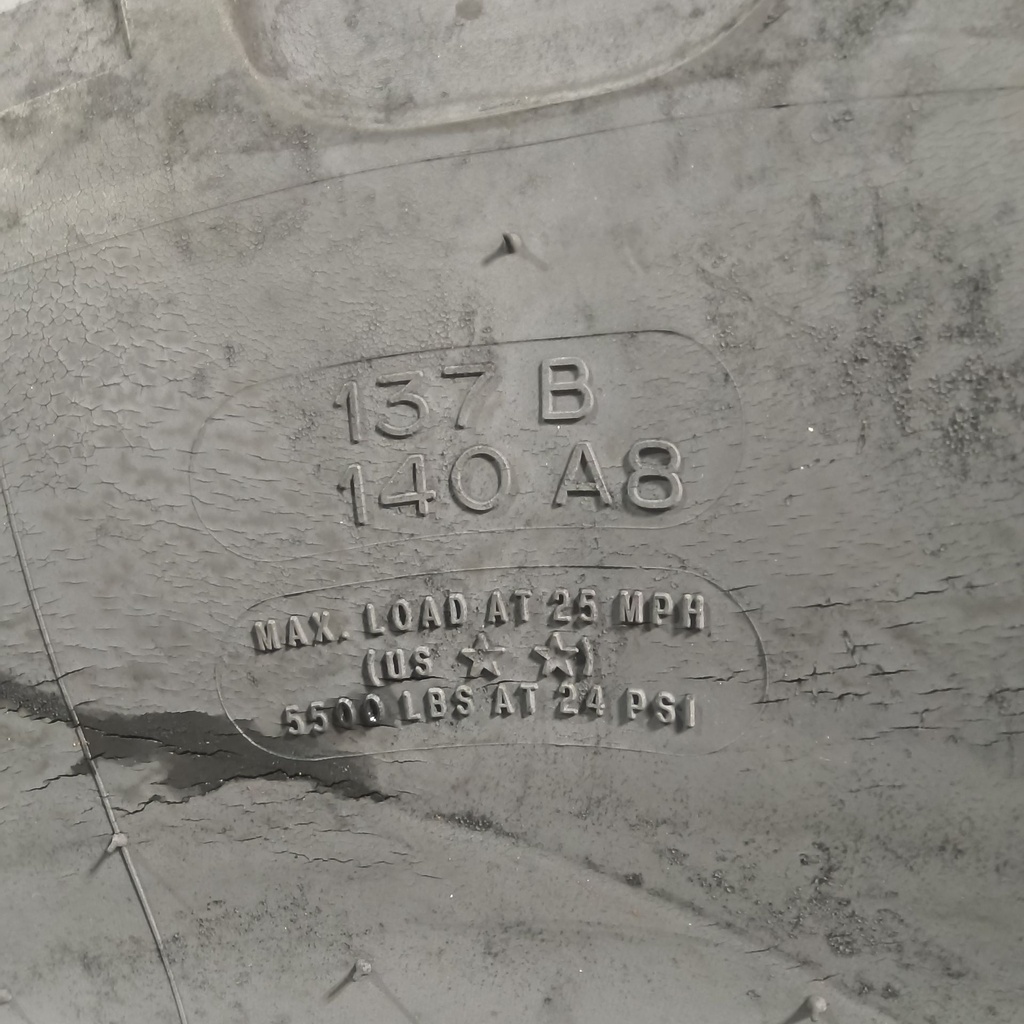 137 B
140 A8
MAX. LOAD AT 25 MPH
(US ☆ ☆)
5500 LBS AT 24 PSI